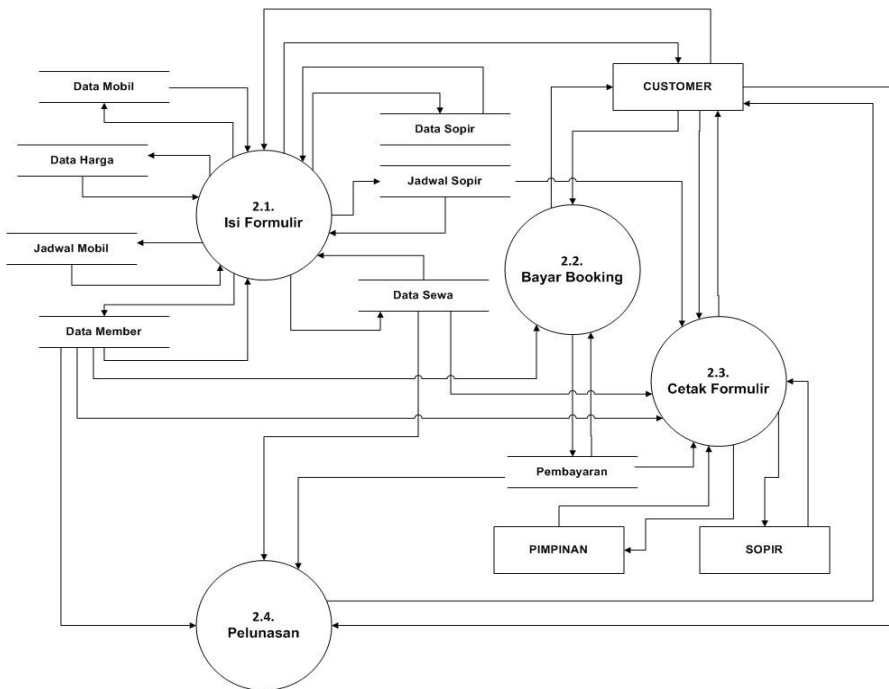 Data Mobil
CUSTOMER
Data Sopir
Data Harga
Jadwal Sopir
2.1.
Isi Formulir
Jadwal Mobil
2.2.
Bayar Booking
Data Sewa
Data Member
2.3.
Cetak Formulir
Pembayaran
PIMPINAN
SOPIR
2.4.
Pelunasan